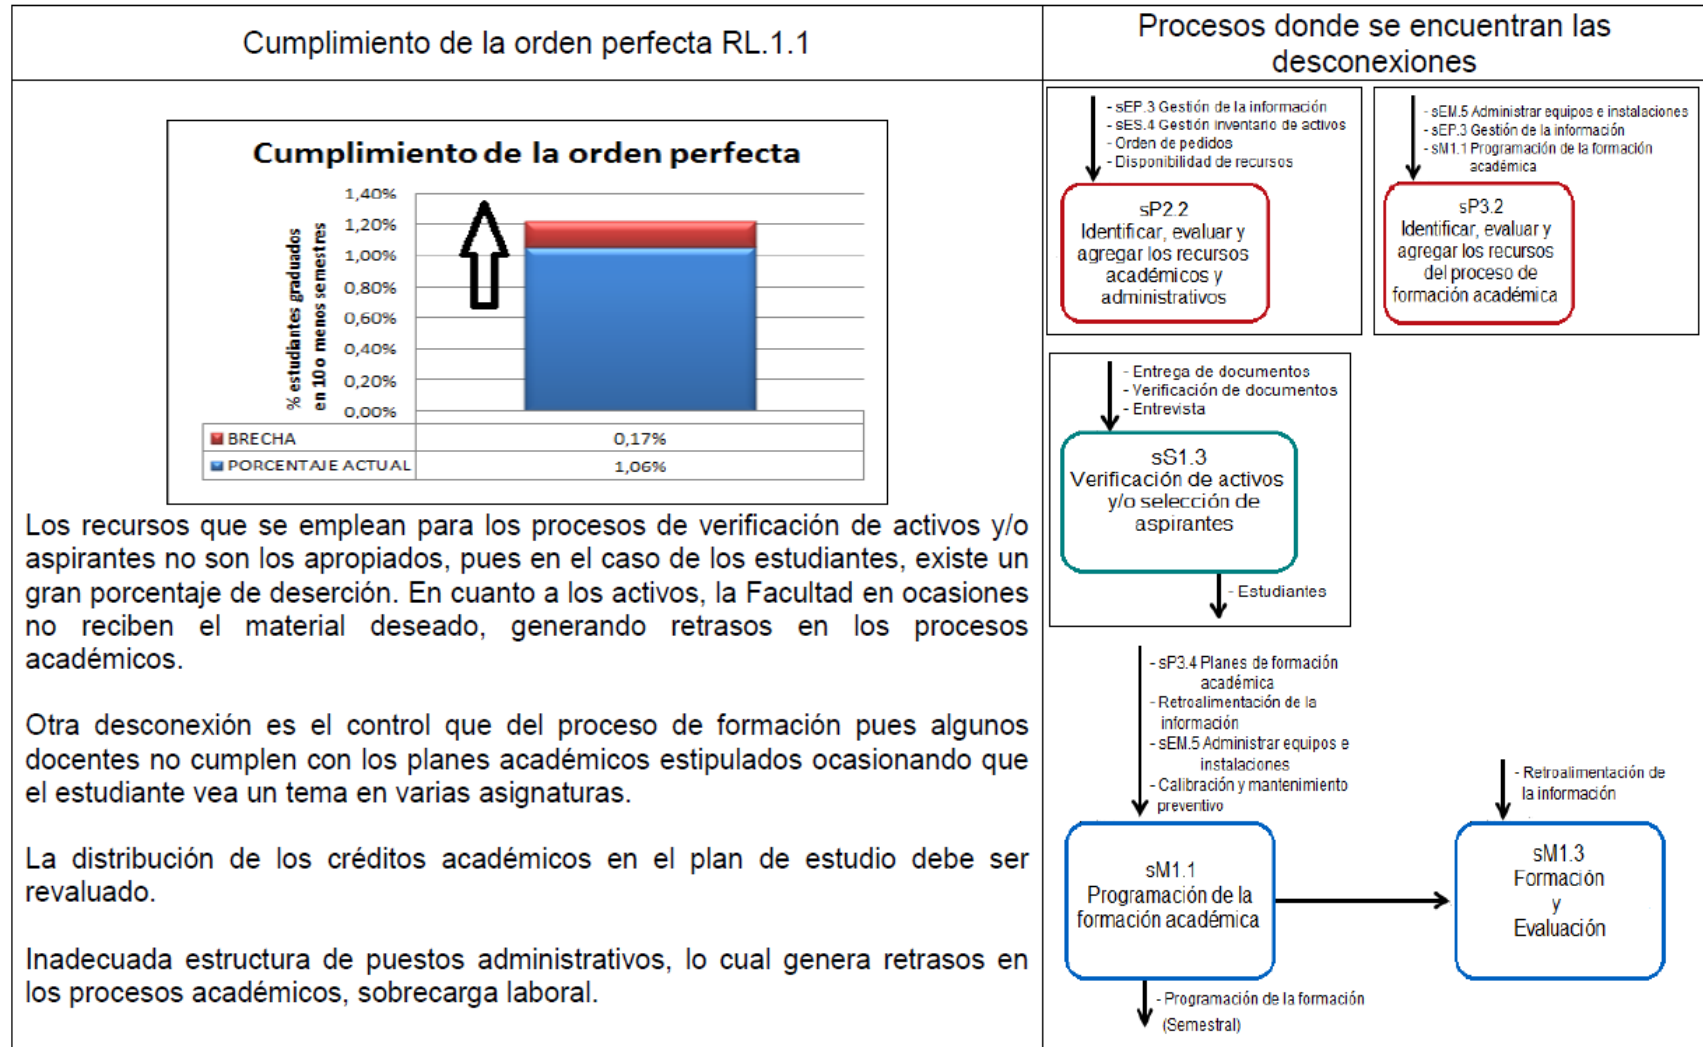 Cumplimiento de la orden perfecta RL.1.1
Procesos donde se encuentran las
desconexiones
Cumplimiento de la orden perfecta
% estudiantes graduados
en 10 o menos semestres
1,40%
1,20%
1,00%
0,80%
0,60%
0,40%
0,20%
0,00%
BRECHA 0,17%
PORCENTAJE ACTUAL 1,06%
Los recursos que se emplean para los procesos de verificación de activos y/o
aspirantes no son los apropiados, pues en el caso de los estudiantes, existe un
gran porcentaje de deserción. En cuanto a los activos, la Facultad en ocasiones
no reciben el material deseado, generando retrasos en los procesos
académicos.
Otra desconexión es el control que del proceso de formación pues algunos
docentes no cumplen con los planes académicos estipulados ocasionando que
el estudiante vea un tema en varias asignaturas.
La distribución de los créditos académicos en el plan de estudio debe ser
revaluado.
Inadecuada estructura de puestos administrativos, lo cual genera retrasos en
los procesos académicos, sobrecarga laboral.
- sEP.3 Gestión de la información
- sES.4 Gestión inventario de activos
- Orden de pedidos
- Disponibilidad de recursos
sP2.2
Identificar, evaluar y
agregar los recursos
académicos y
administrativos
- sEM.5 Administrar equipos e instalaciones
- sEP.3 Gestión de la información
- sM1.1 Programación de la formación
académica
sP3.2
Identificar, evaluar y
agregar los recursos
del proceso de
formación académica
- Entrega de documentos
- Verificación de documentos
- Entrevista
sS1.3
Verificación de activos
y/o selección de
aspirantes
- Estudiantes
- sP3.4 Planes de formación
académica
- Retroalimentación de la
información
- sEM.5 Administrar equipos e
instalaciones
- Calibración y mantenimiento
preventivo
sM1.1
Programación de la
formación académica
- Programación de la formación
(Semestral)
- Retroalimentación de
la información
sM1.3
Formación
y
Evaluación